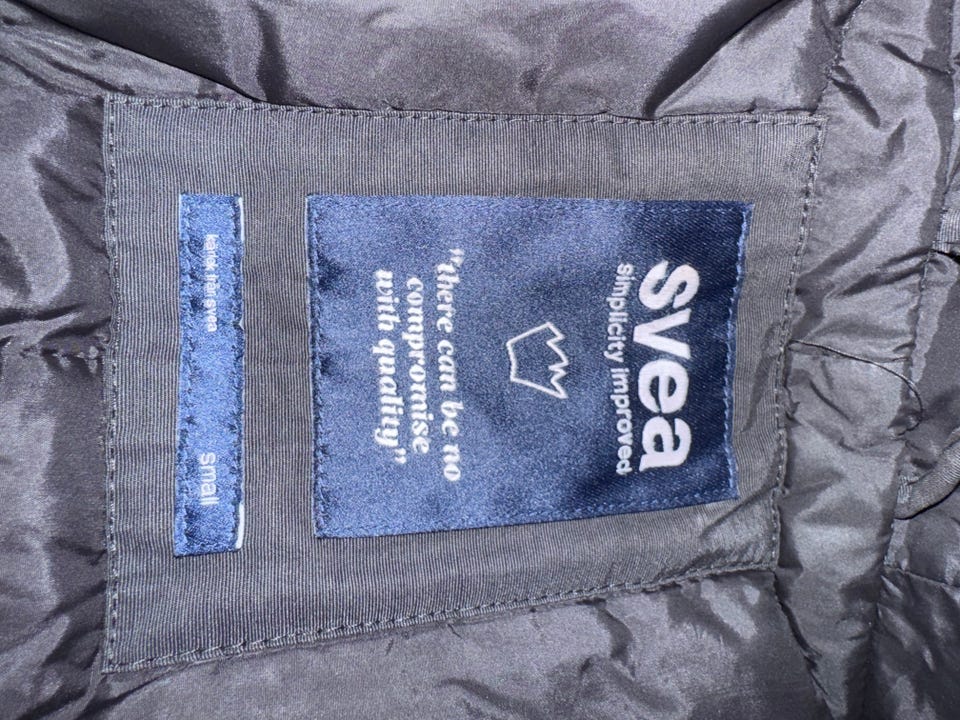 svea
simplicity improved
"there can be no
compromise
with quality"
Small